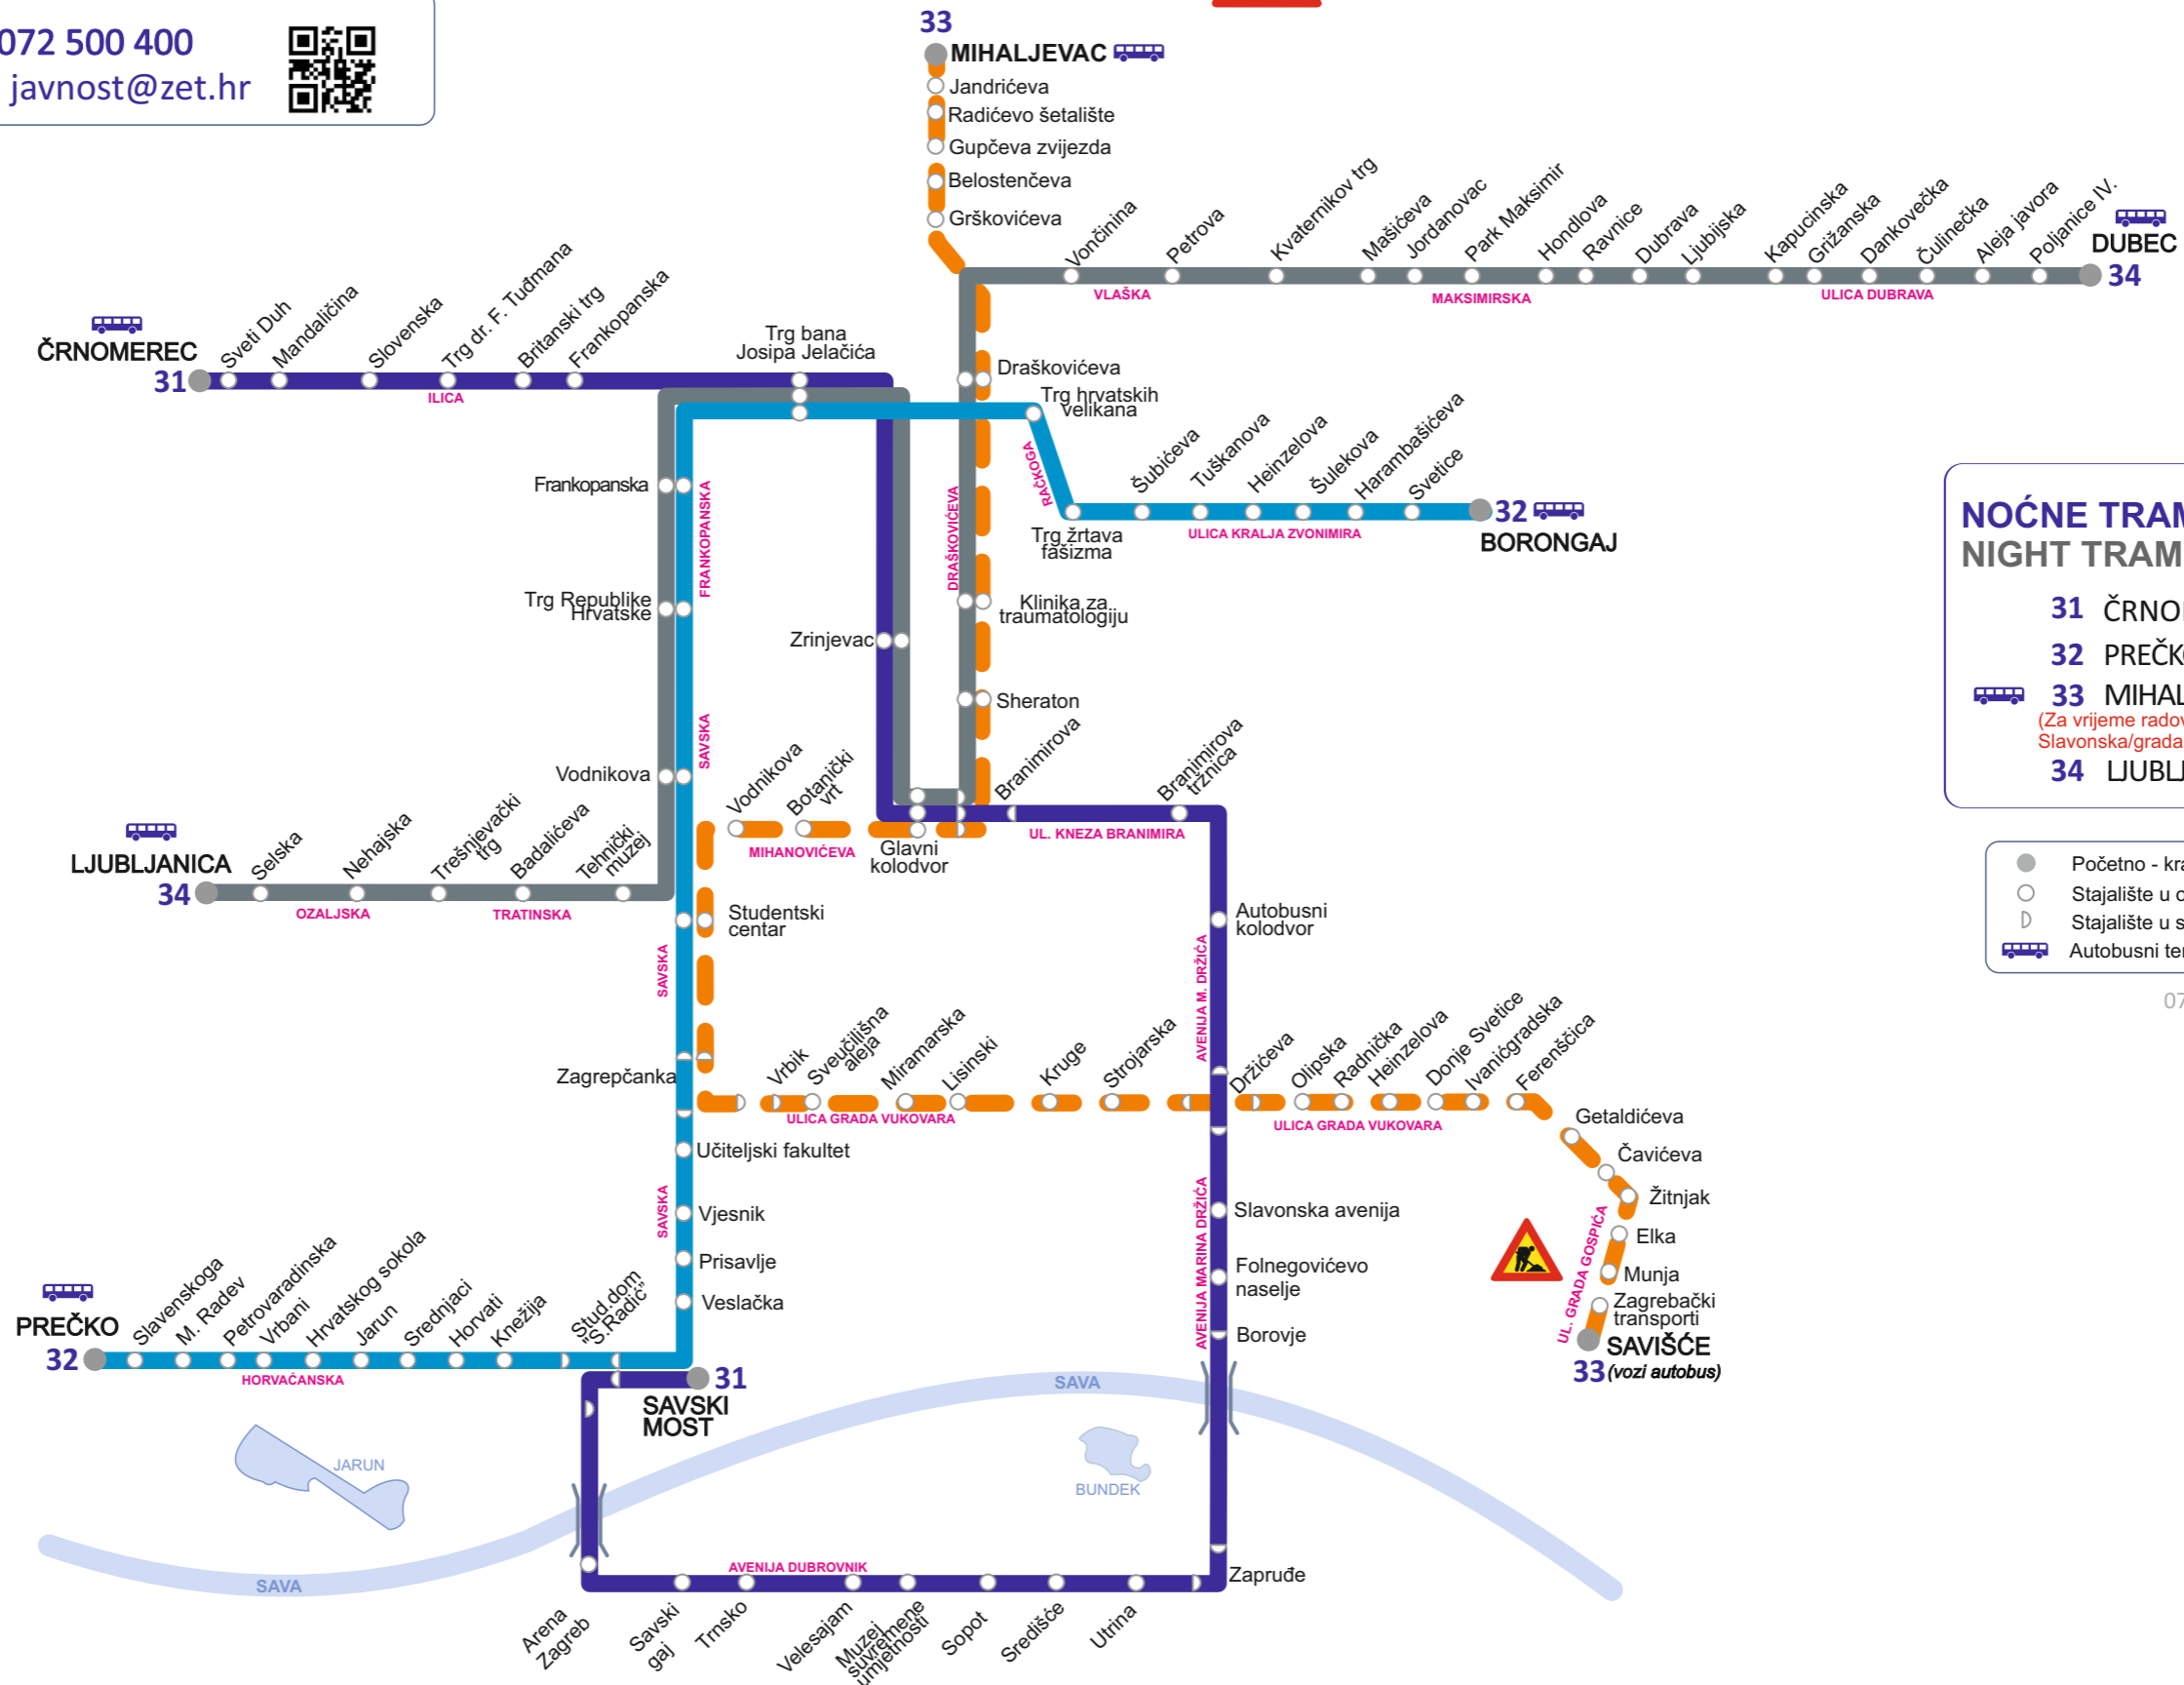 072 500 400
javnost@zet.hr
33
MIHALJEVAC
Jandrićeva
Radićevo šetalište
Gupčeva zvijezda
Belostenčeva
Grškovićeva
Vončinina
Petrova
Kvaternikov trg
Mašićeva
Jordanovac
Park Maksimir
Hondlova
Ravnice
Dubrava
Ljubijska
Kapucinska
Grižanska
Dankovečka
Čulinečka
Aleja javora
Poljanice IV.
DUBEC
34
VLAŠKA
MAKSIMIRSKA
ULICA DUBRAVA
ČRNOMEREC
31
Sveti Duh
Mandaličina
Slovenska
Trg dr. F. Tuđmana
Britanski trg
Frankopanska
ILICA
Trg bana
Josipa Jelačića
Draškovićeva
Trg hrvatskih
velikana
RAČKOGA
Šubićeva
Tuškanova
Heinzelova
Šulekova
Harambašićeva
Svetice
32
BORONGAJ
Trg žrtava
fašizma
ULICA KRALJA ZVONIMIRA
Frankopanska
FRANKOPANSKA
DRAŠKOVIĆEVA
Trg Republike
Hrvatske
Klinika za
traumatologiju
Zrinjevac
Sheraton
SAVSKA
Vodnikova
Vodnikova
Botanički
vrt
Branimirova
Branimirova
tržnica
MIHANOVIĆEVA
Glavni
kolodvor
UL. KNEZA BRANIMIRA
LJUBLJANICA
34
Selska
Nehajska
Trešnjevački
trg
Badalićeva
Tehnički
muzej
OZALJSKA
TRATINSKA
Studentski
centar
Autobusni
kolodvor
SAVSKA
AVENIJA M. DRŽIĆA
Zagrepčanka
Vrbik
Sveučilišna
aleja
Miramarska
Lisinski
Kruge
Strojarska
Držićeva
Olipska
Radnička
Heinzelova
Donje Svetice
Ivanićgradska
Ferenščica
ULICA GRADA VUKOVARA
ULICA GRADA VUKOVARA
Getaldićeva
Čavićeva
Žitnjak
Elka
Munja
Zagrebački
transporti
UL. GRADA GOSPIĆA
SAVIŠĆE
33
(vozi autobus)
Učiteljski fakultet
SAVSKA
Vjesnik
Prisavlje
Veslačka
AVENIJA MARINA DRŽIĆA
Slavonska avenija
Folnegovićevo
naselje
Borovje
PREČKO
32
Slavenskoga
M. Radev
Petrovaradinska
Vrbani
Hrvatskog sokola
Jarun
Srednjaci
Horvati
Knežija
Stud.dom
"S.Radić"
HORVAĆANSKA
31
SAVSKI
MOST
SAVA
JARUN
BUNDEK
SAVA
AVENIJA DUBROVNIK
Zapruđe
Arena
Zagreb
Savski
gaj
Trnsko
Velesajam
Muzej
suvremene
umjetnosti
Sopot
Središće
Utrina
NOĆNE TRAM
NIGHT TRAM
31 ČRNO
32 PREČK
33 MIHAL
(Za vrijeme radov
Slavonska/grada
34 LJUBLJ
Početno - kra
Stajalište u o
Stajalište u s
Autobusni ter
07